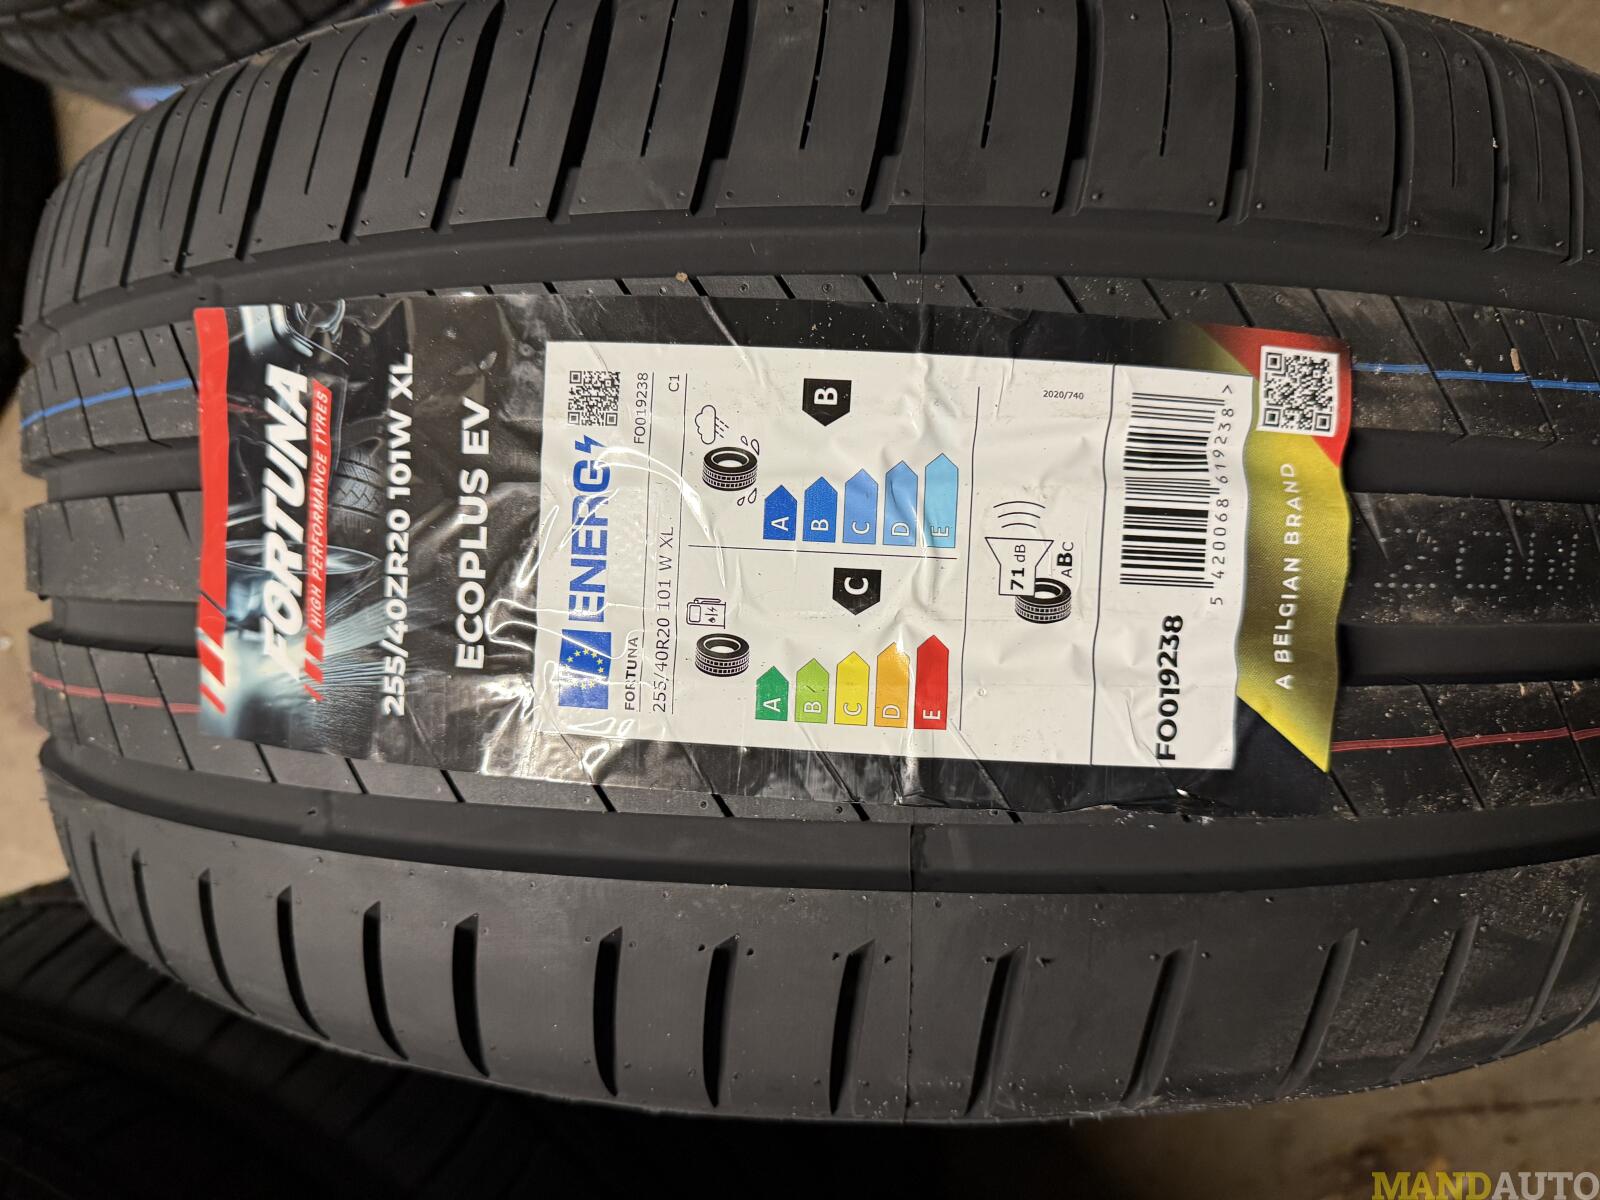 FORTUNA
HIGH PERFORMANCE TYRES
255/40ZR20 101W XL
ECOPLUS EV
ENERG
FORTUNA
FO019238
255/40R20 101 W XL
C1
A
B
C
D
E
C
A
B
C
D
E
B
71 dB
ABC
2020/740
5 420068 619238 >
FO019238
A BELGIAN BRAND
MANDAUTO